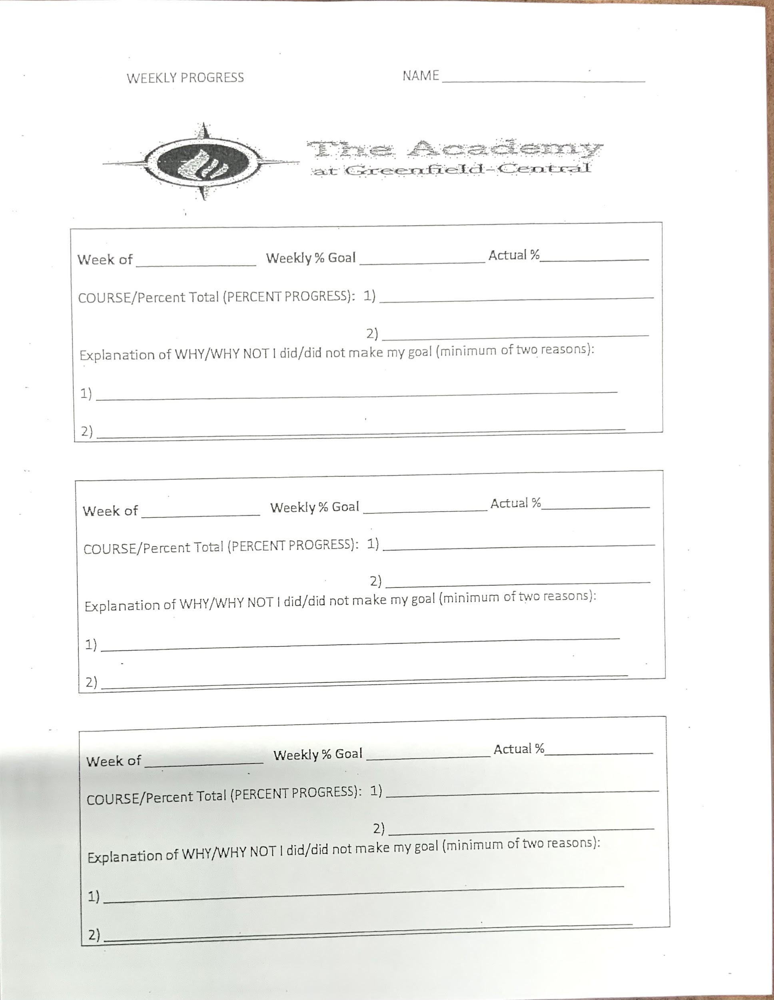 WEEKLY PROGRESS NAME
The Academy
at Greenfield-Central
Week of Weekly % Goal Actual %
COURSE/Percent Total (PERCENT PROGRESS): 1)
2)
Explanation of WHY/WHY NOT I did/did not make my goal (minimum of two reasons):
1)
2)
Week of Weekly % Goal Actual %
COURSE/Percent Total (PERCENT PROGRESS): 1)
2)
Explanation of WHY/WHY NOT I did/did not make my goal (minimum of two reasons):
1)
2)
Week of Weekly % Goal Actual %
COURSE/Percent Total (PERCENT PROGRESS): 1)
2)
Explanation of WHY/WHY NOT I did/did not make my goal (minimum of two reasons):
1)
2)